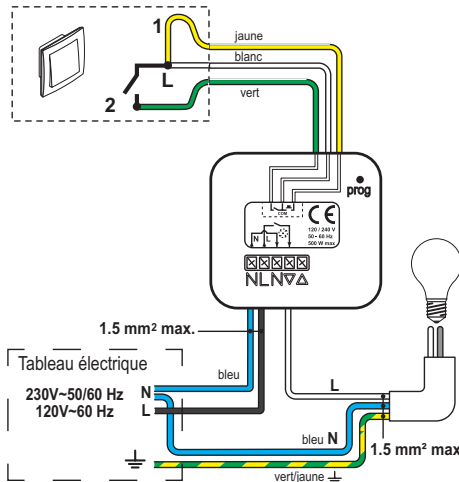 1
jaune
blanc
L
vert
2
prog
COM
N L
CE
120 / 240 V
50 - 60 Hz
500 W max
NLN▽△
1.5 mm² max.
Tableau électrique
bleu
230V~50/60 Hz
120V~60 Hz
N
L
L
bleu N
1.5 mm² max
vert/jaune